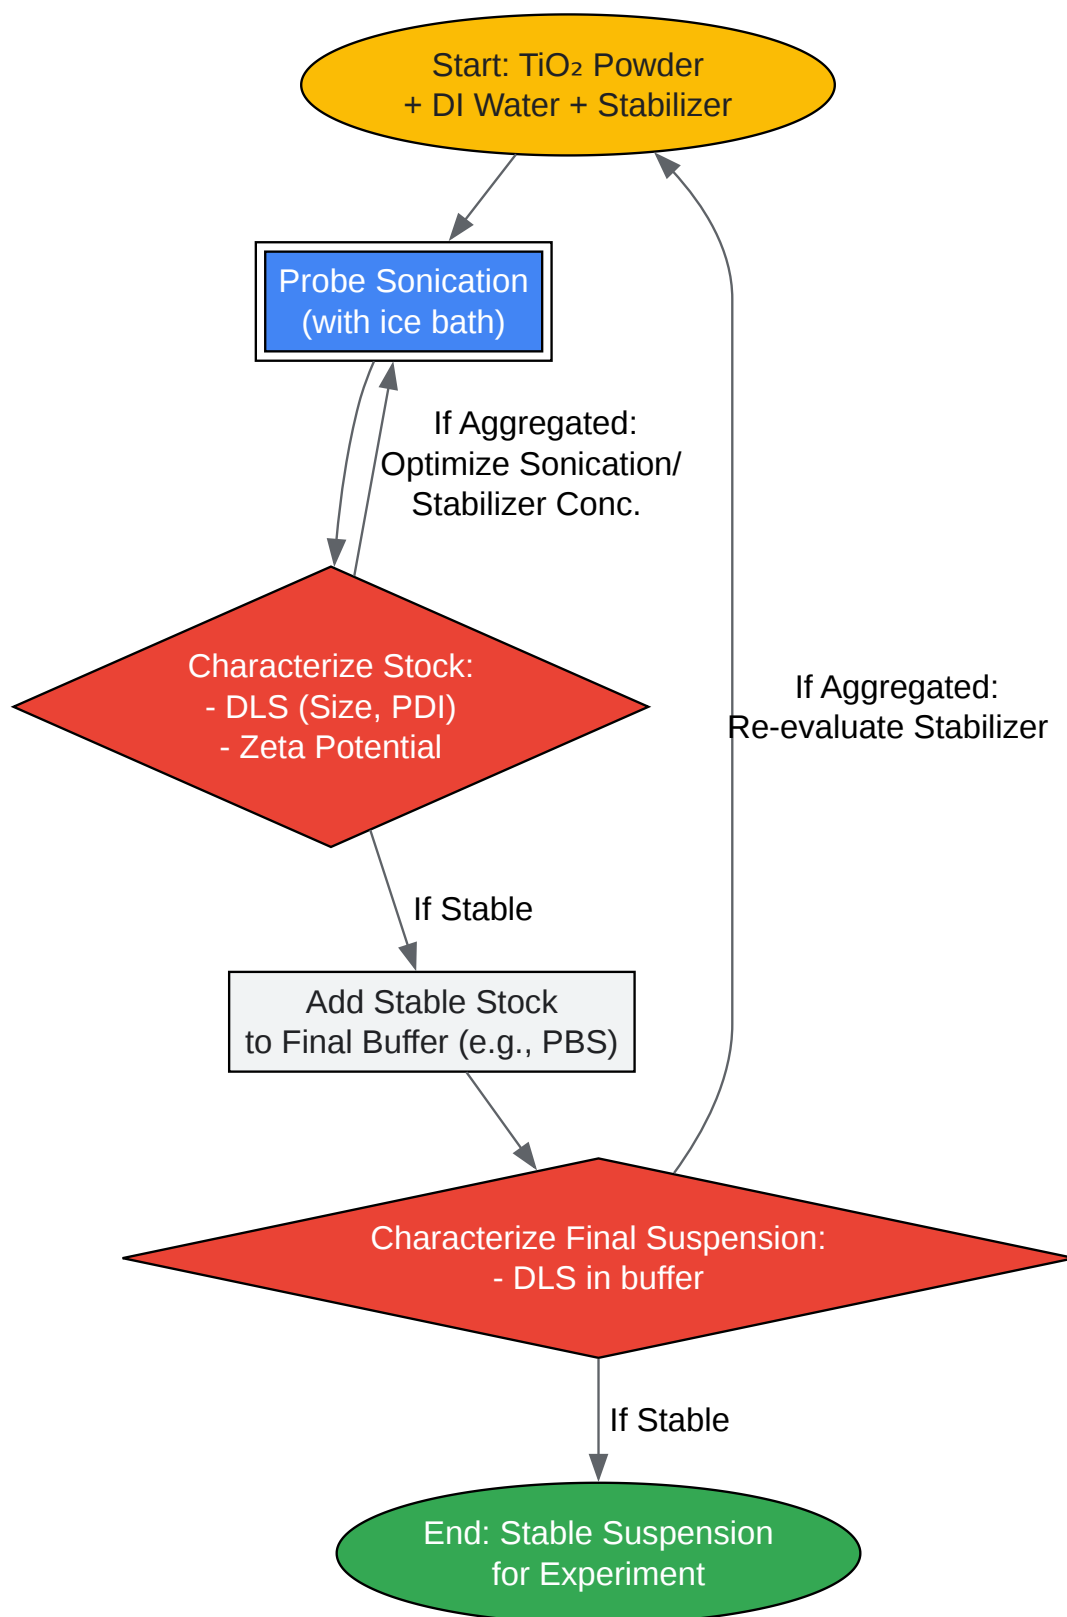 Start: TiO₂ Powder
+ DI Water + Stabilizer
Probe Sonication
(with ice bath)
If Aggregated:
Optimize Sonication/
Stabilizer Conc.
Characterize Stock:
- DLS (Size, PDI)
- Zeta Potential
If Aggregated:
Re-evaluate Stabilizer
If Stable
Add Stable Stock
to Final Buffer (e.g., PBS)
Characterize Final Suspension:
- DLS in buffer
If Stable
End: Stable Suspension
for Experiment